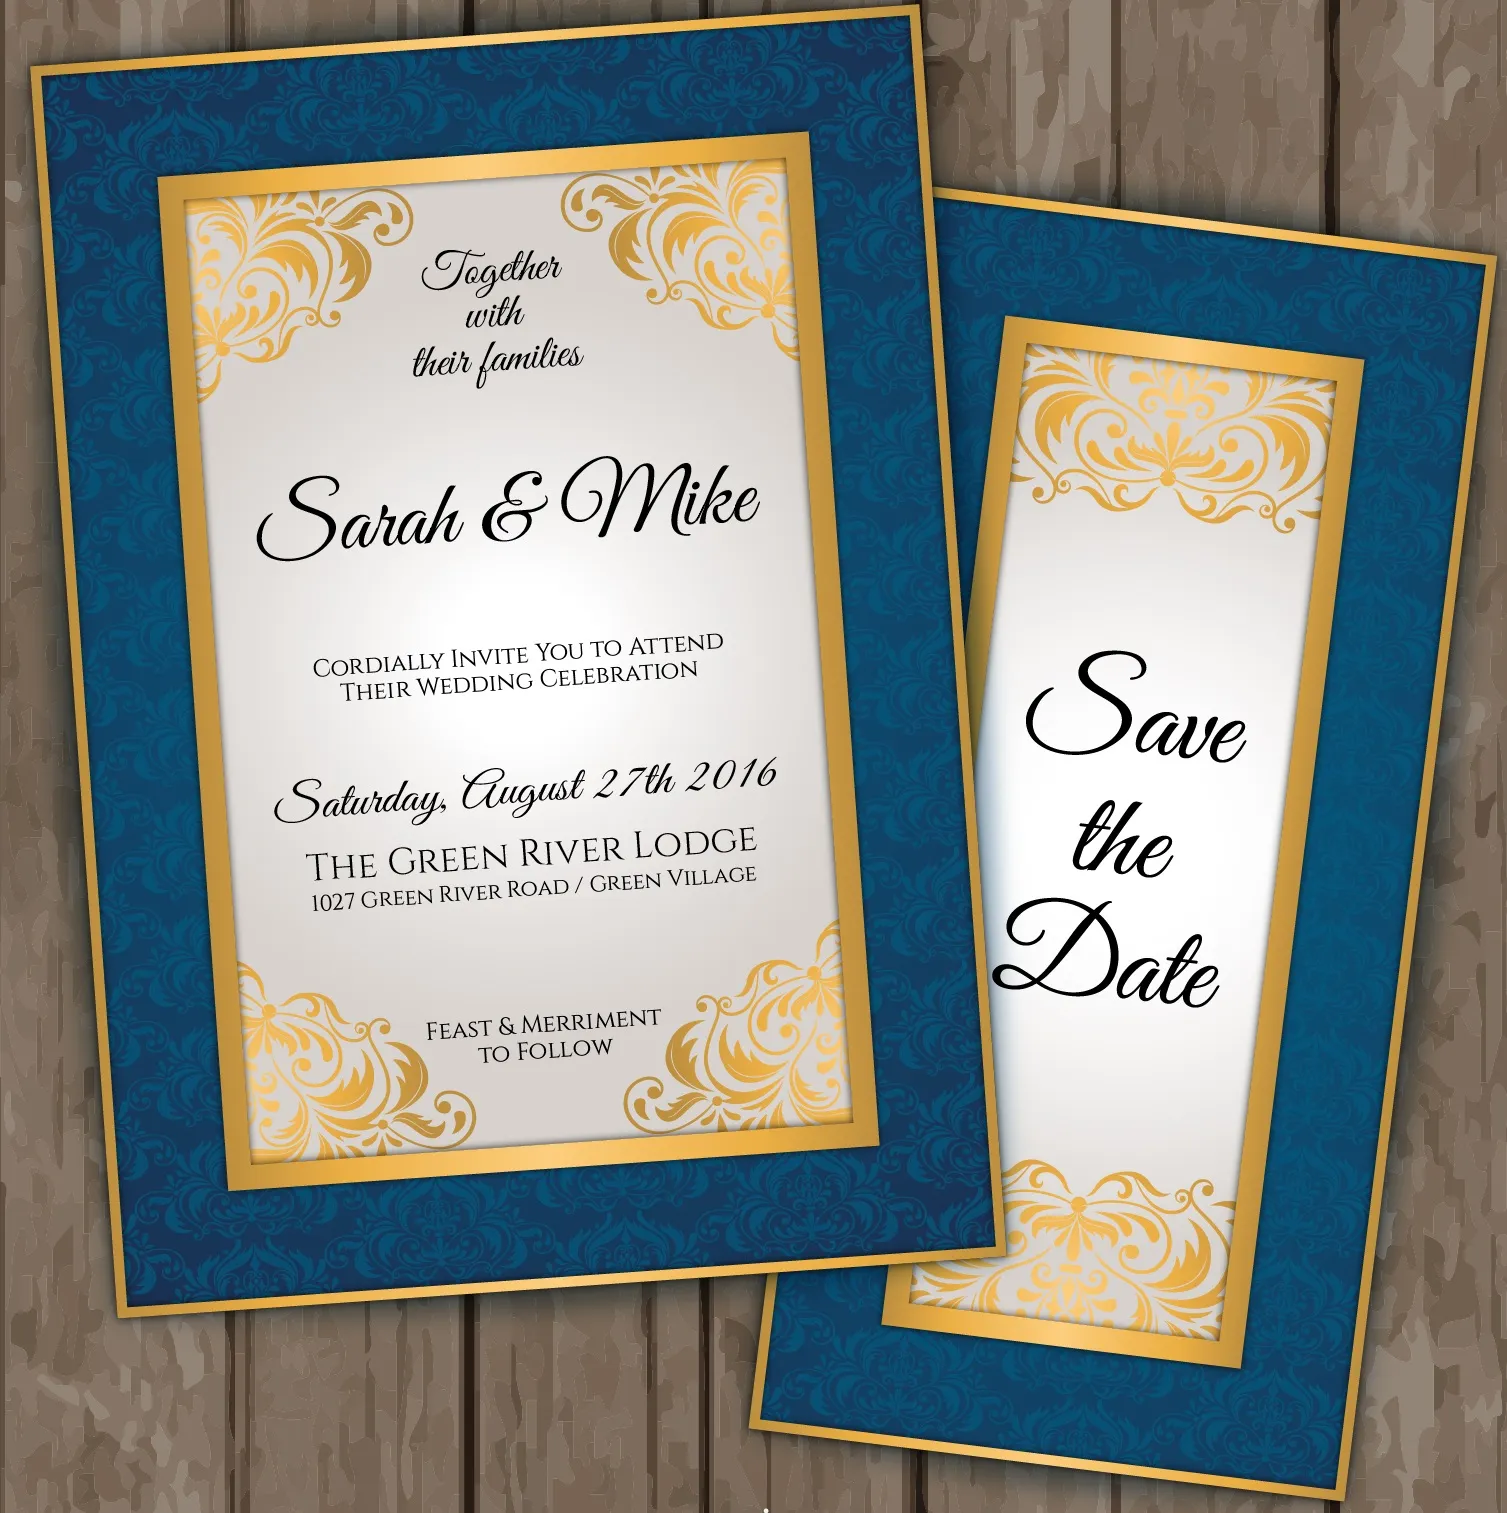 Together
with
their families
Sarah & Mike
Cordially Invite You to Attend
Their Wedding Celebration
Saturday, August 27th 2016
The Green River Lodge
1027 Green River Road / Green Village
Feast & Merriment
to Follow
Save
the
Date